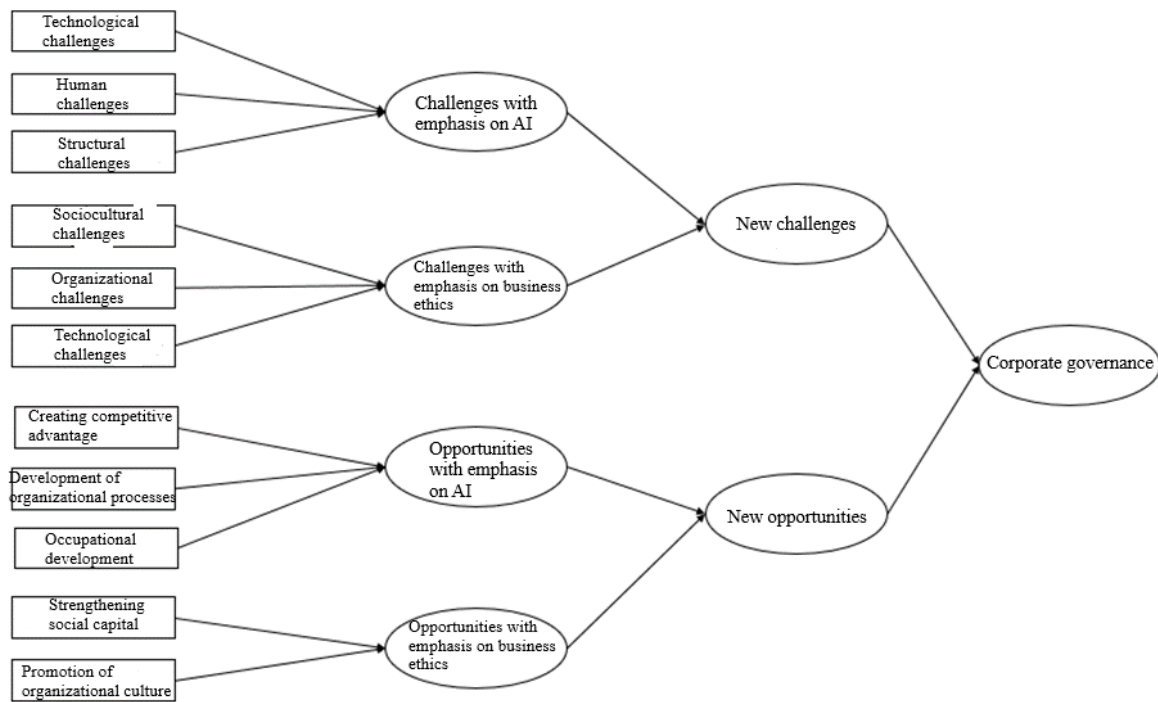 Technological
challenges
Human
challenges
Structural
challenges
Sociocultural
challenges
Organizational
challenges
Technological
challenges
Creating competitive
advantage
Development of
organizational processes
Occupational
development
Strengthening
social capital
Promotion of
organizational culture
Challenges with
emphasis on AI
Challenges with
emphasis on business
ethics
Opportunities
with emphasis
on AI
Opportunities with
emphasis on business
ethics
New challenges
New opportunities
Corporate governance